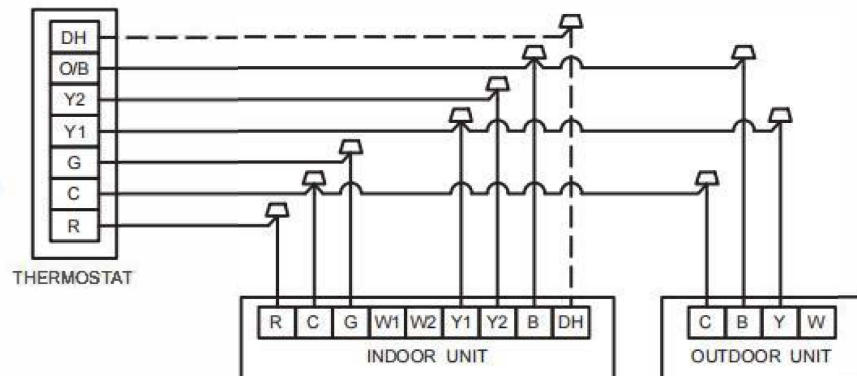 DH
O/B
Y2
Y1
G
C
R
THERMOSTAT
R C G W1 W2 Y1 Y2 B DH
INDOOR UNIT
C B Y W
OUTDOOR UNIT